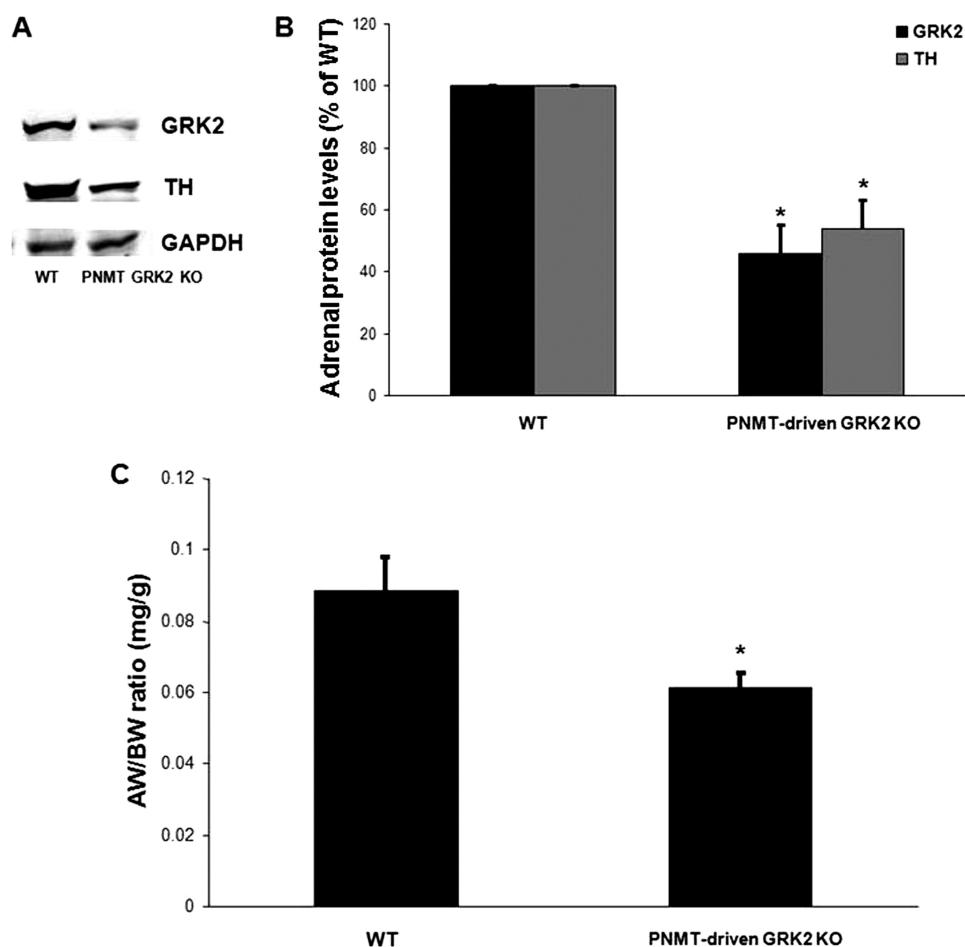 A
GRK2
TH
GAPDH
WT PNMT GRK2 KO
B
Adrenal protein levels (% of WT)
120
100
80
60
40
20
0
GRK2
TH
*
*
WT
PNMT-driven GRK2 KO
C
AW/BW ratio (mg/g)
0.12
0.1
0.08
0.06
0.04
0.02
0
*
WT
PNMT-driven GRK2 KO